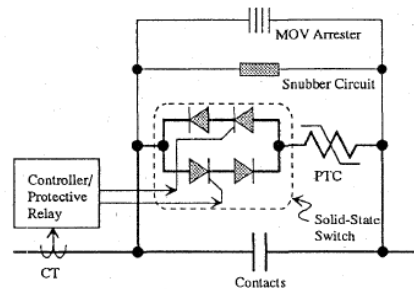 MOV Arrester
Snubber Circuit
PTC
Controller/
Protective
Relay
Solid-State
Switch
CT
Contacts